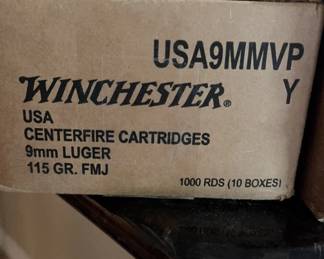 USA9MMVP
WINCHESTER® Y
USA
CENTERFIRE CARTRIDGES
9mm LUGER
115 GR. FMJ
1000 RDS (10 BOXES)